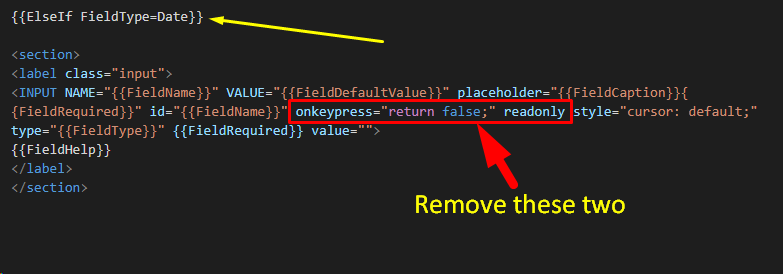 {{ElseIf FieldType=Date}}
<section>
<label class="input">
<INPUT NAME="{{FieldName}}" VALUE="{{FieldDefaultValue}}" placeholder="{{FieldCaption}}{
{FieldRequired}}" id="{{FieldName}}" onkeypress="return false;" readonly style="cursor: default;"
type="{{FieldType}}" {{FieldRequired}} value="">
{{FieldHelp}}
</label>
</section>
Remove these two